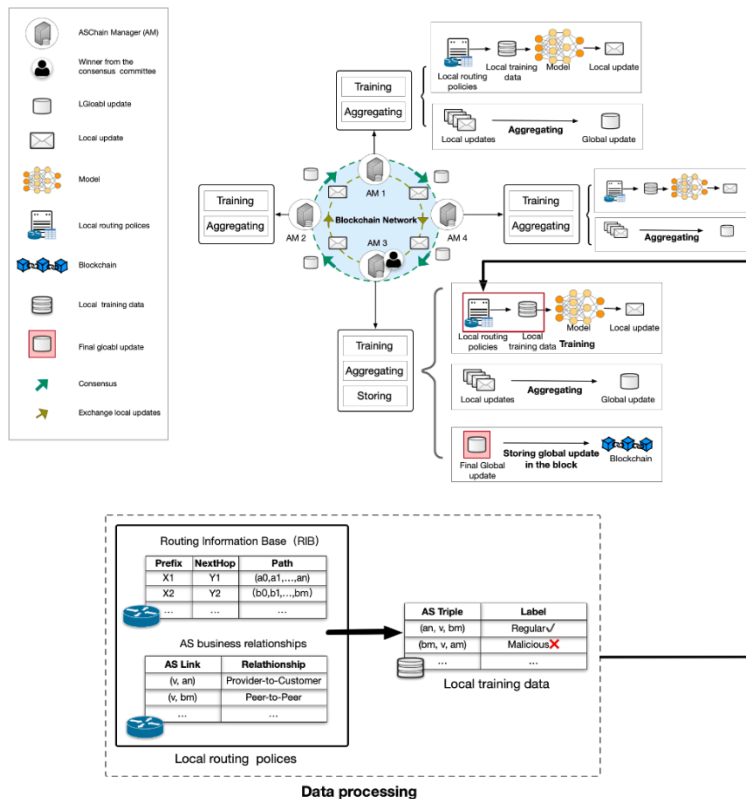 ASChain Manager (AM)
Winner from the
consensus committee
LGloabl update
Local update
Model
Local routing polices
Blockchain
Local training data
Final gloabl update
Consensus
Exchange local updates
Training
Aggregating
Local routing
policies
Local training
data
Model
Local update
Local updates
Aggregating
Global update
AM 1
Training
Aggregating
AM 2
Blockchain Network
AM 3
AM 4
Training
Aggregating
Aggregating
Training
Aggregating
Storing
Local routing
policies
Local
training data
Model
Local update
Training
Local updates
Aggregating
Global update
Final Global
update
Storing global update
in the block
Blockchain
Routing Information Base (RIB)
Prefix NextHop Path
X1 Y1 (a0,a1,...,an)
X2 Y2 (b0,b1,...,bm)
... ... ...
AS business relationships
AS Link Relathionship
(v, an) Provider-to-Customer
(v, bm) Peer-to-Peer
... ...
Local routing polices
AS Triple Label
(an, v, bm) Regular✓
(bm, v, am) Malicious❌
... ...
Local training data
Data processing